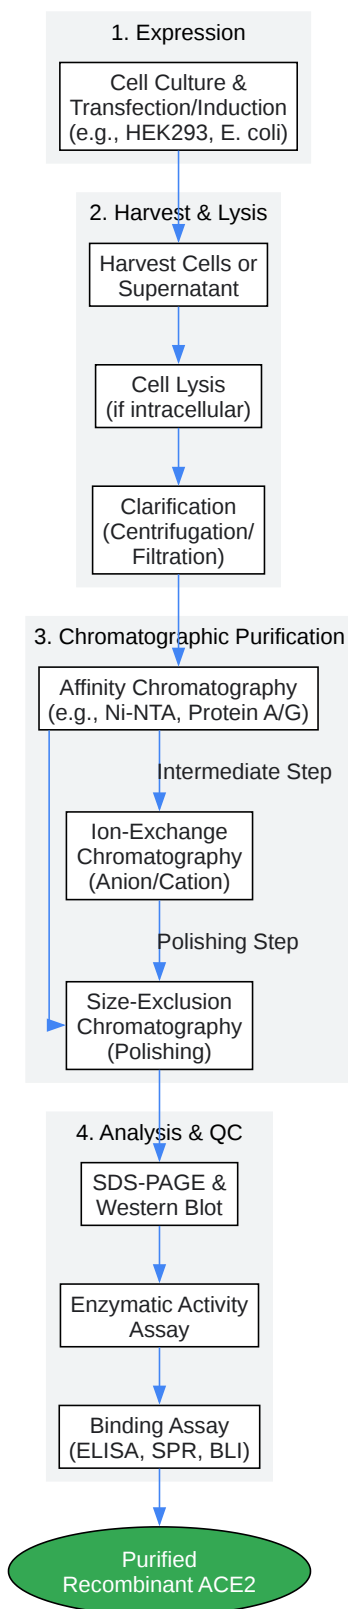 1. Expression
Cell Culture &
Transfection/Induction
(e.g., HEK293, E. coli)
2. Harvest & Lysis
Harvest Cells or
Supernatant
Cell Lysis
(if intracellular)
Clarification
(Centrifugation/
Filtration)
3. Chromatographic Purification
Affinity Chromatography
(e.g., Ni-NTA, Protein A/G)
Intermediate Step
Ion-Exchange
Chromatography
(Anion/Cation)
Polishing Step
Size-Exclusion
Chromatography
(Polishing)
4. Analysis & QC
SDS-PAGE &
Western Blot
Enzymatic Activity
Assay
Binding Assay
(ELISA, SPR, BLI)
Purified
Recombinant ACE2